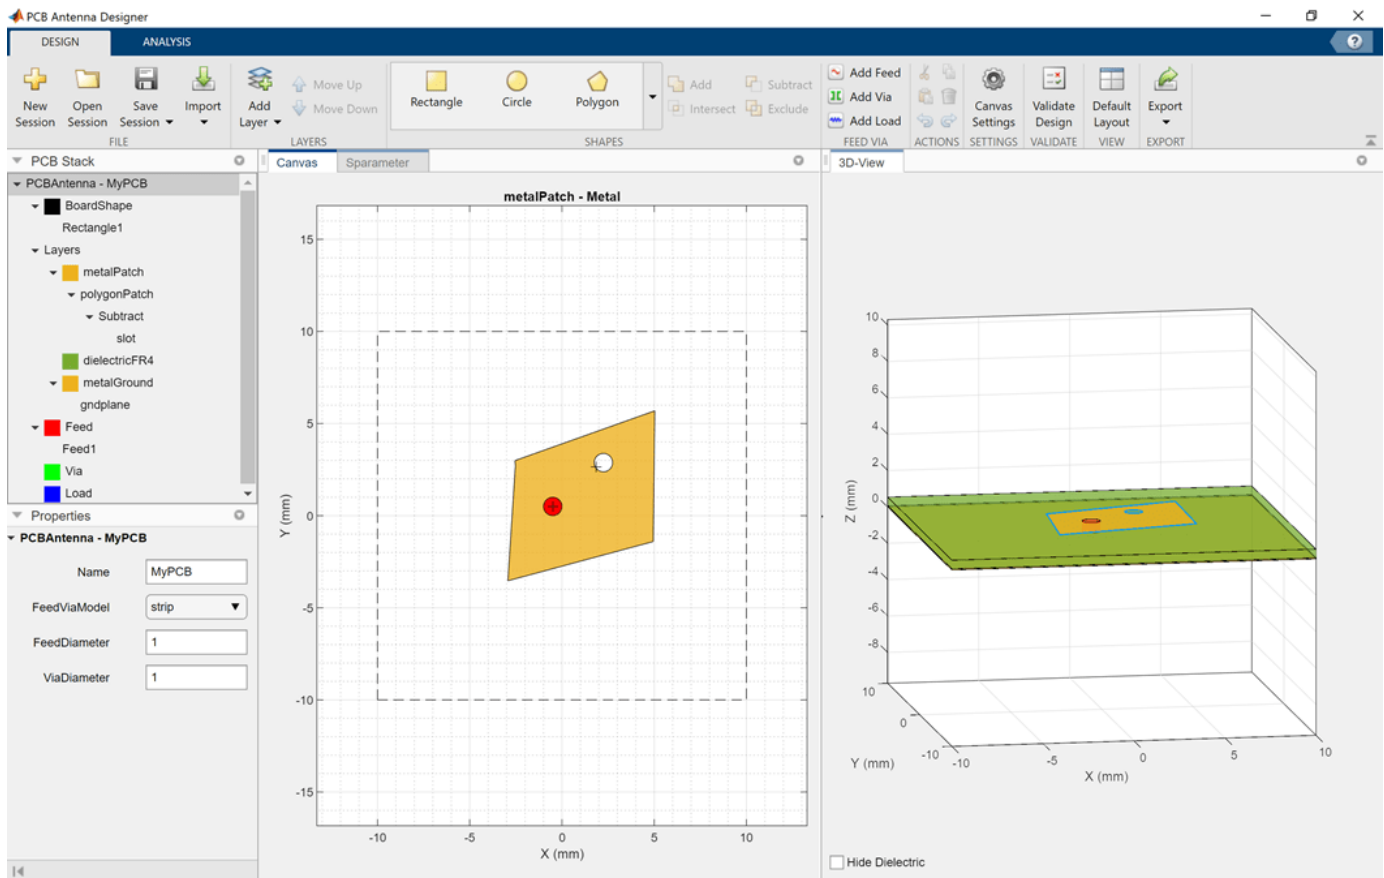 PCB Antenna Designer
DESIGN
ANALYSIS
New Session
Open Session
Save Session
Import
FILE
Add Layer
Move Up
Move Down
LAYERS
Rectangle
Circle
Polygon
Add
Subtract
Intersect
Exclude
SHAPES
Add Feed
Add Via
Add Load
FEED VIA
ACTIONS
Canvas Settings
SETTINGS
Validate Design
VALIDATE
Default Layout
VIEW
Export
EXPORT
?
PCB Stack
PCBAntenna - MyPCB
BoardShape
Rectangle1
Layers
metalPatch
polygonPatch
Subtract
slot
dielectricFR4
metalGround
gndplane
Feed
Feed1
Via
Load
Properties
PCBAntenna - MyPCB
Name MyPCB
FeedViaModel strip
FeedDiameter 1
ViaDiameter 1
Canvas
Sparameter
metalPatch - Metal
15
10
5
0
-5
-10
-15
Y (mm)
-10 -5 0 5 10
X (mm)
3D-View
10
8
6
4
2
0
-2
-4
-6
-8
Z (mm)
10
0
-10
Y (mm)
-10 -5 0 5 10
X (mm)
Hide Dielectric